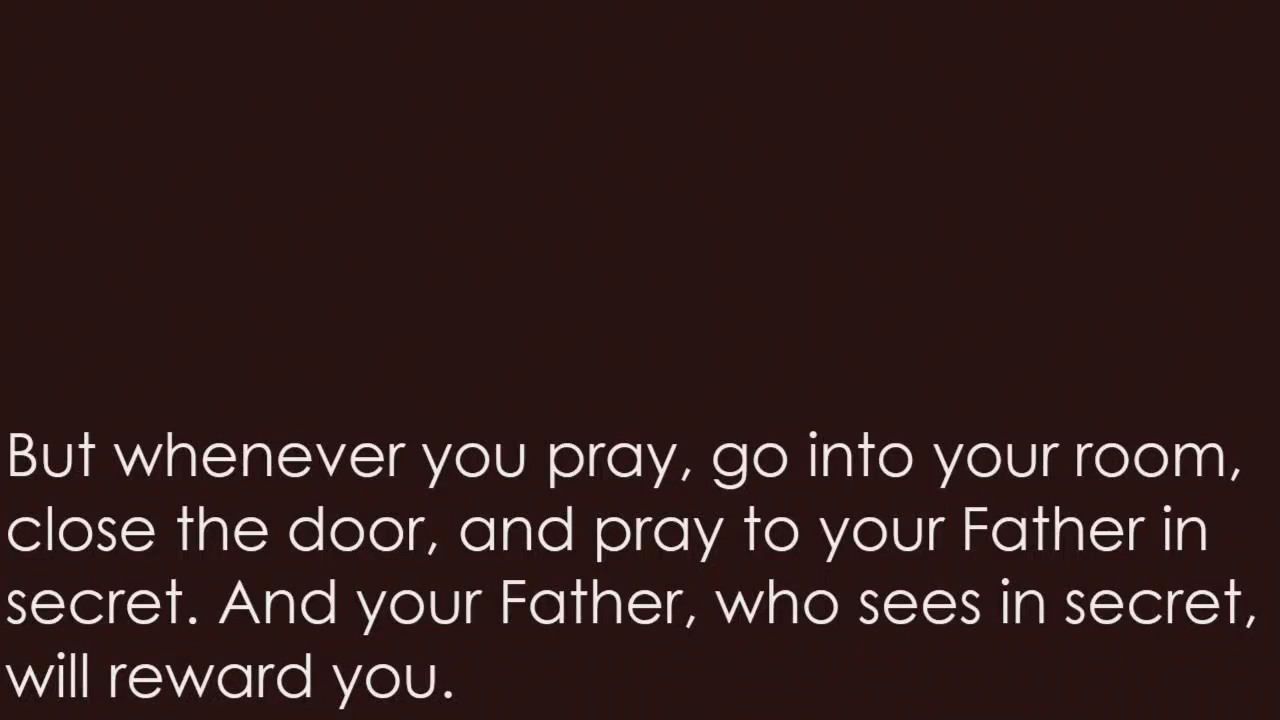 But whenever you pray, go into your room,
close the door, and pray to your Father in
secret. And your Father, who sees in secret,
will reward you.